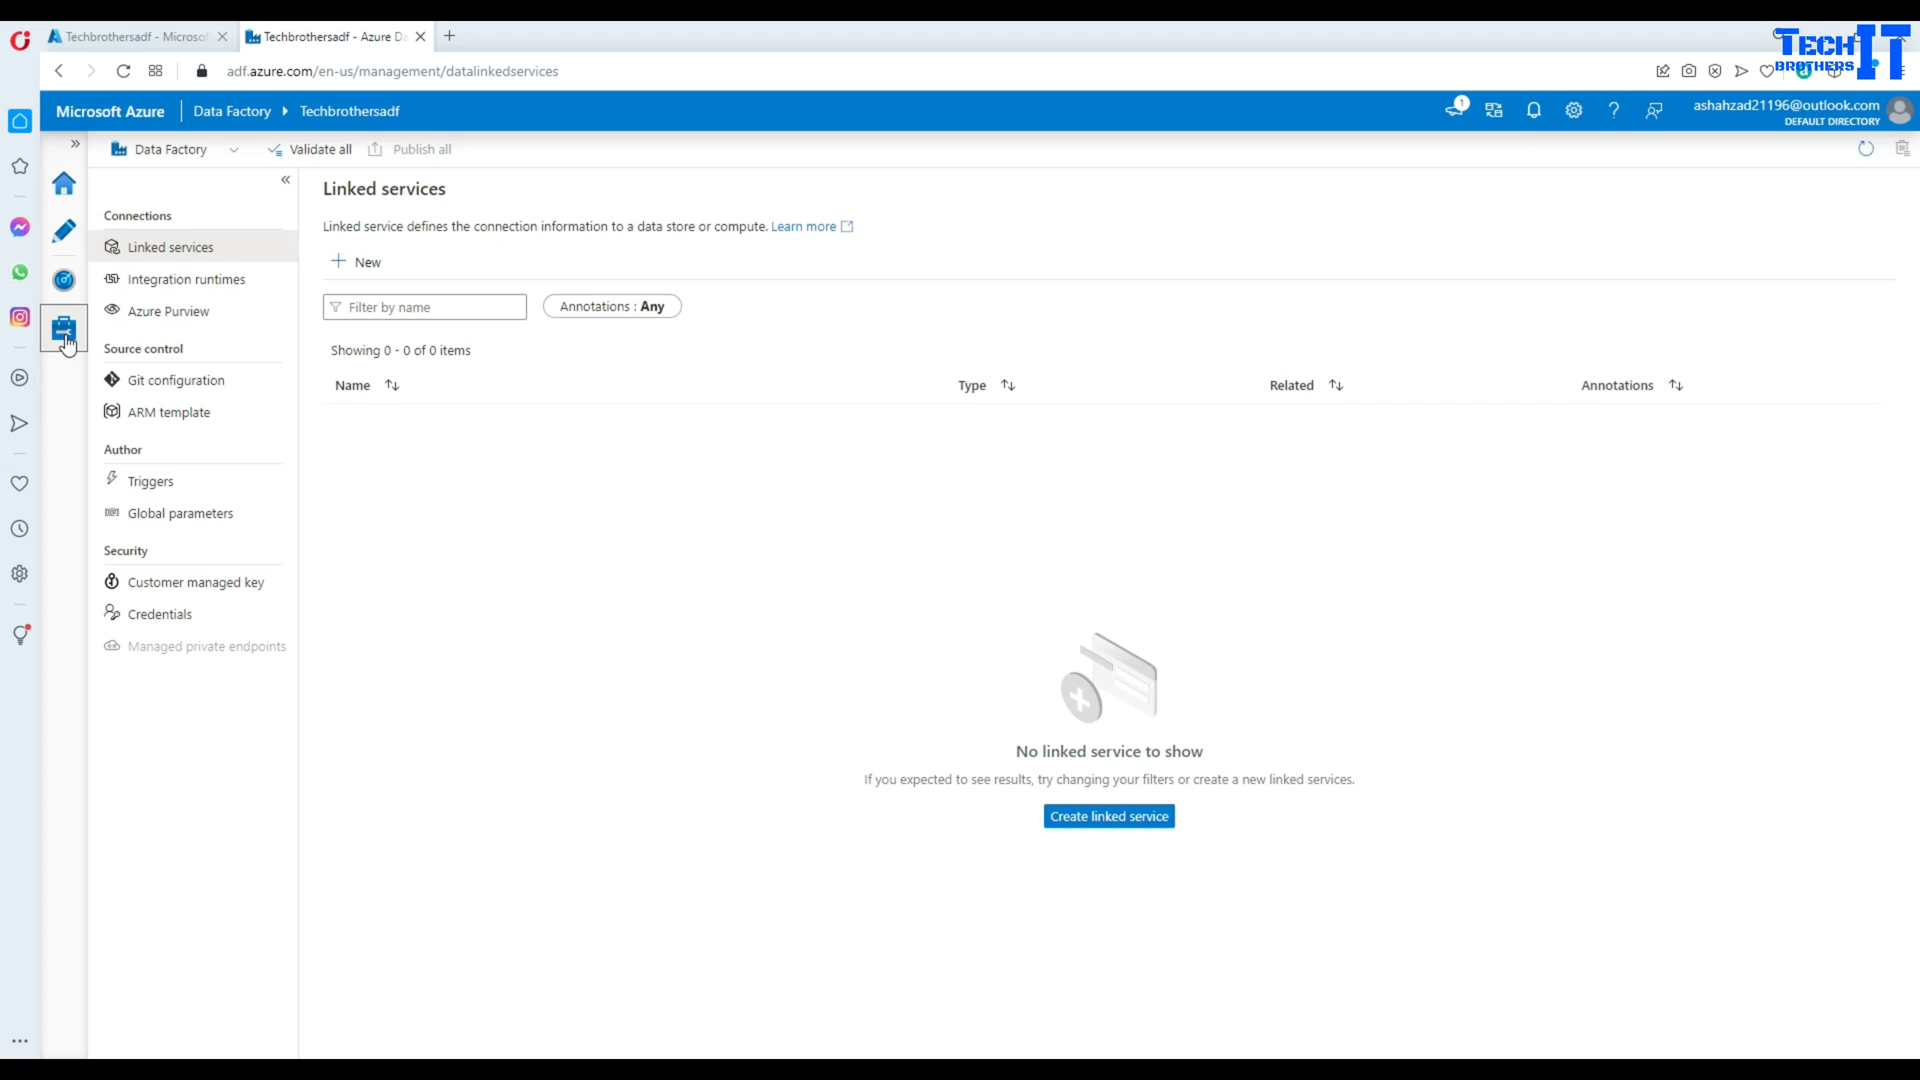 Techbrothersadf - Microsof
Techbrothersadf - Azure Da
TECH IT
BROTHERS
adf.azure.com/en-us/management/datalinkedservices
Microsoft Azure
Data Factory
Techbrothersadf
1
ashahzad21196@outlook.com
DEFAULT DIRECTORY
Data Factory
Validate all
Publish all
Linked services
Connections
Linked service defines the connection information to a data store or compute. Learn more
Linked services
New
Integration runtimes
Filter by name
Annotations : Any
Azure Purview
Source control
Showing 0 - 0 of 0 items
Git configuration
Name
Type
Related
Annotations
ARM template
Author
Triggers
Global parameters
Security
Customer managed key
Credentials
Managed private endpoints
No linked service to show
If you expected to see results, try changing your filters or create a new linked services.
Create linked service